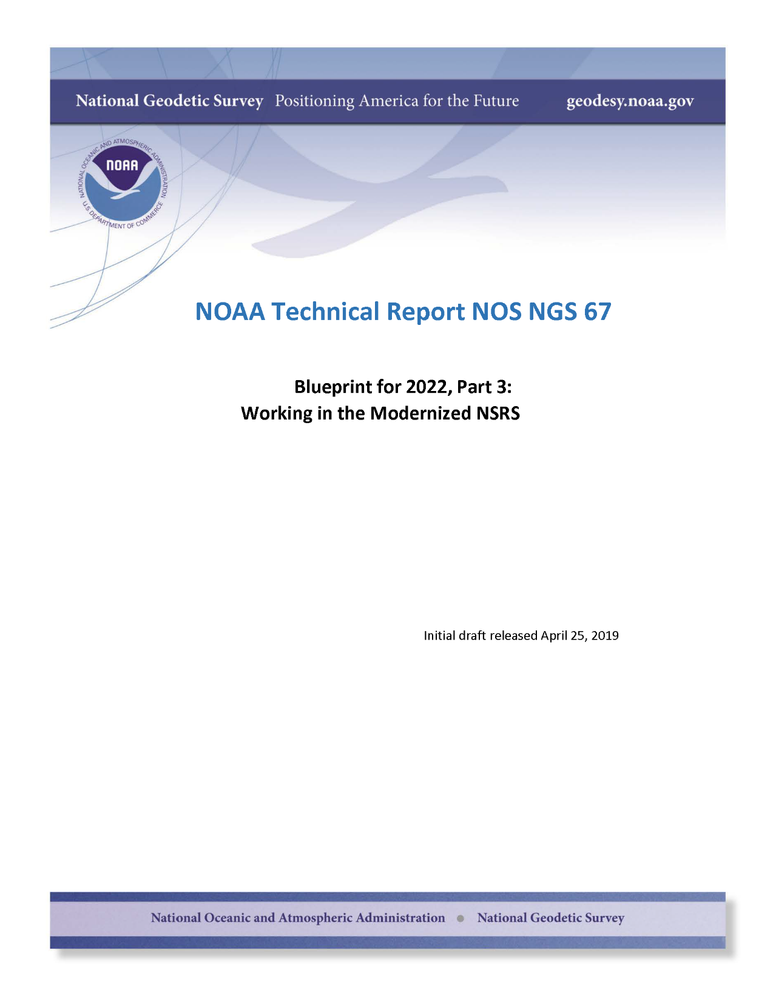 National Geodetic Survey Positioning America for the Future geodesy.noaa.gov
NATIONAL OCEANIC AND ATMOSPHERIC ADMINISTRATION
NOAA
U.S. DEPARTMENT OF COMMERCE
NOAA Technical Report NOS NGS 67
Blueprint for 2022, Part 3:
Working in the Modernized NSRS
Initial draft released April 25, 2019
National Oceanic and Atmospheric Administration ● National Geodetic Survey